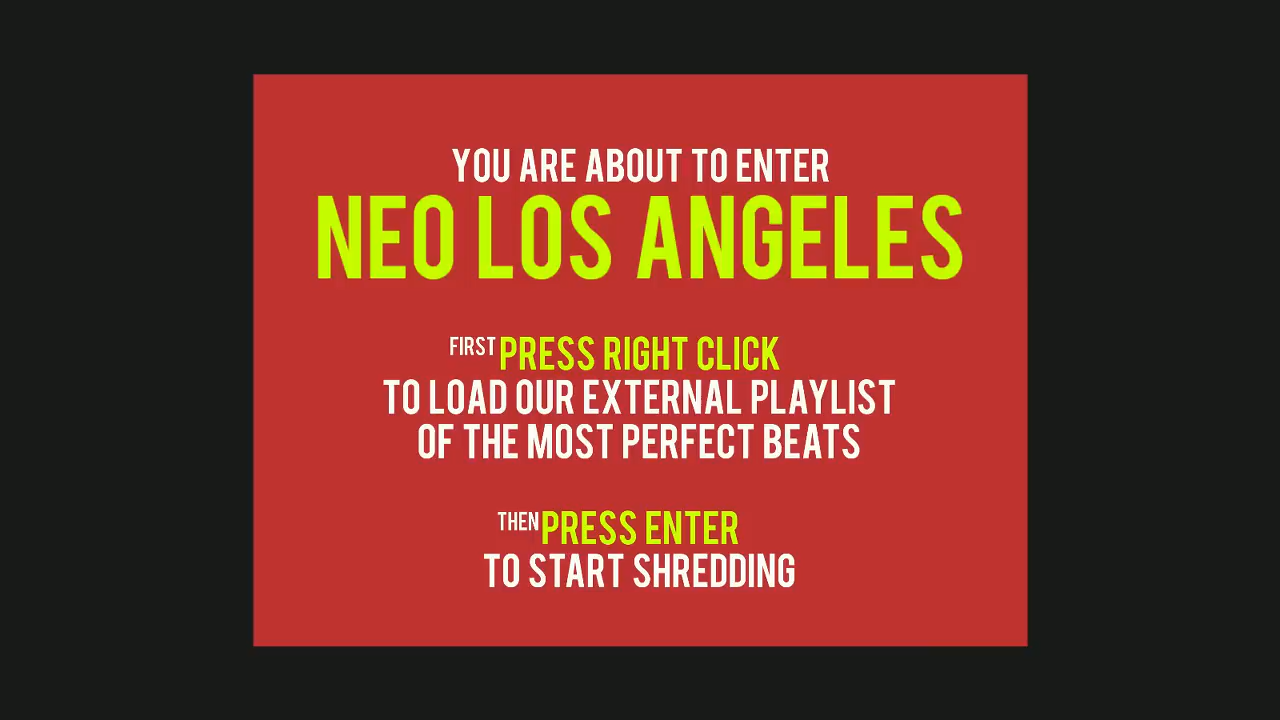 YOU ARE ABOUT TO ENTER
NEO LOS ANGELES
FIRST PRESS RIGHT CLICK
TO LOAD OUR EXTERNAL PLAYLIST
OF THE MOST PERFECT BEATS
THEN PRESS ENTER
TO START SHREDDING